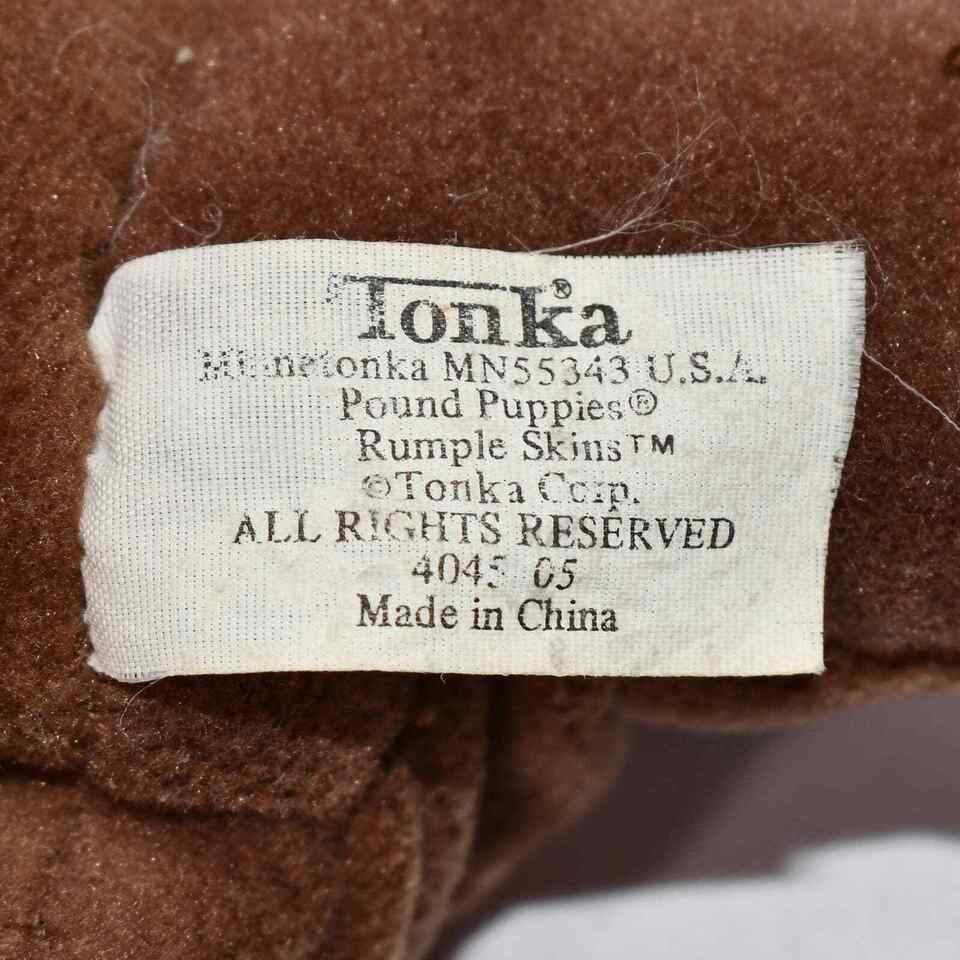 Tonka®
Minnetonka MN55343 U.S.A.
Pound Puppies®
Rumple Skins™
©Tonka Corp.
ALL RIGHTS RESERVED
4045 05
Made in China